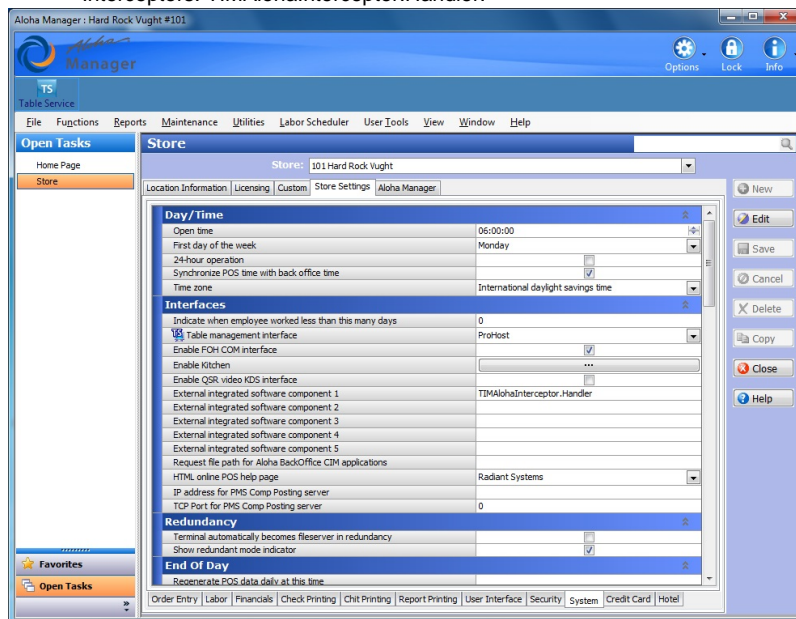 Interceptors: TIMAlohaInterceptor.Handler.
Aloha Manager : Hard Rock Vught #101
Aloha
Manager
Options
Lock
Info
TS
Table Service
File Functions Reports Maintenance Utilities Labor Scheduler User Tools View Window Help
Open Tasks
Store
Home Page
Store
Store: 101 Hard Rock Vught
Location Information Licensing Custom Store Settings Aloha Manager
Day/Time
Open time 06:00:00
First day of the week Monday
24-hour operation
Synchronize POS time with back office time
Time zone International daylight savings time
Interfaces
Indicate when employee worked less than this many days 0
TS Table management interface ProHost
Enable FOH COM interface
Enable Kitchen ...
Enable QSR video KDS interface
External integrated software component 1 TIMAlohaInterceptor.Handler
External integrated software component 2
External integrated software component 3
External integrated software component 4
External integrated software component 5
Request file path for Aloha BackOffice CIM applications
HTML online POS help page Radiant Systems
IP address for PMS Comp Posting server
TCP Port for PMS Comp Posting server 0
Redundancy
Terminal automatically becomes fileserver in redundancy
Show redundant mode indicator
End Of Day
Regenerate POS data daily at this time
Order Entry Labor Financials Check Printing Chit Printing Report Printing User Interface Security System Credit Card Hotel
New
Edit
Save
Cancel
Delete
Copy
Close
Help
Favorites
Open Tasks